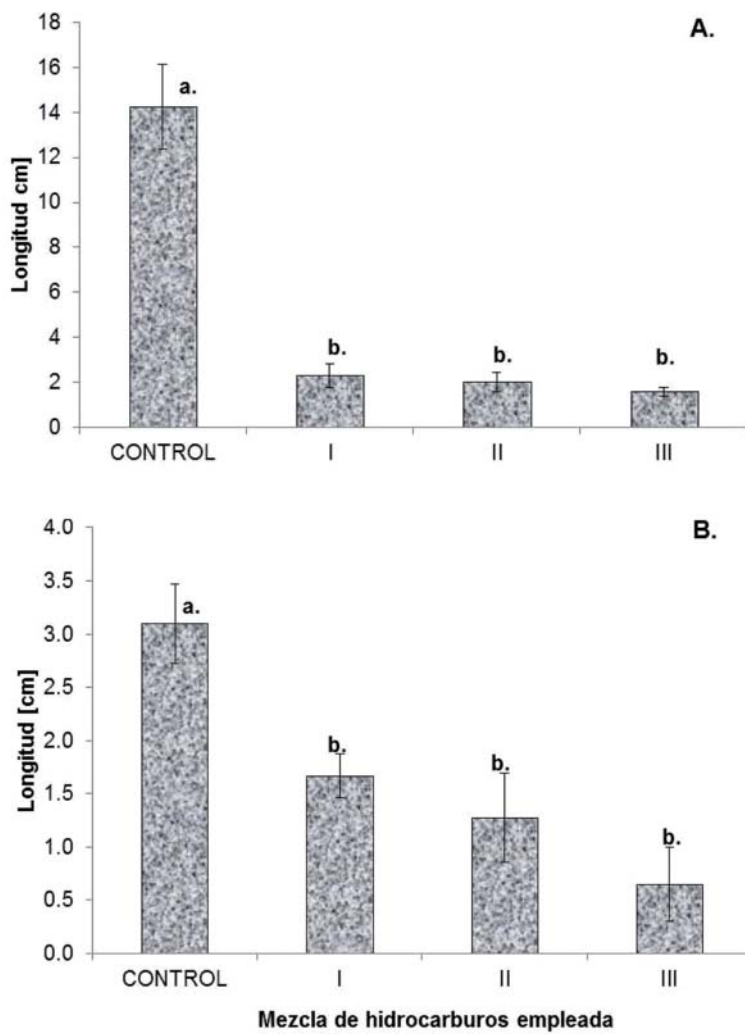 A.
18
16
14
12
10
8
6
4
2
0
Longitud cm]
a.
b.
b.
b.
CONTROL I II III
B.
4.0
3.5
3.0
2.5
2.0
1.5
1.0
0.5
0.0
Longitud [cm]
a.
b.
b.
b.
CONTROL I II III
Mezcla de hidrocarburos empleada